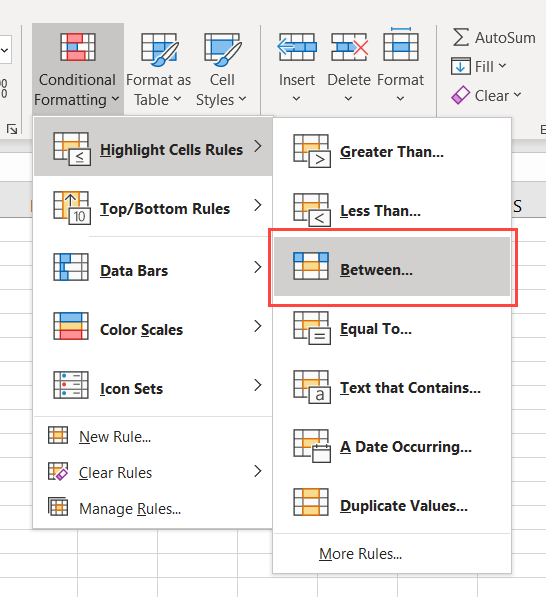 Conditional Formatting
Format as Table
Cell Styles
Insert
Delete
Format
AutoSum
Fill
Clear
Highlight Cells Rules
Top/Bottom Rules
10
Data Bars
Color Scales
Icon Sets
New Rule...
Clear Rules
Manage Rules...
>
Greater Than...
<
Less Than...
Between...
=
Equal To...
a
Text that Contains...
A Date Occurring...
Duplicate Values...
More Rules...
S